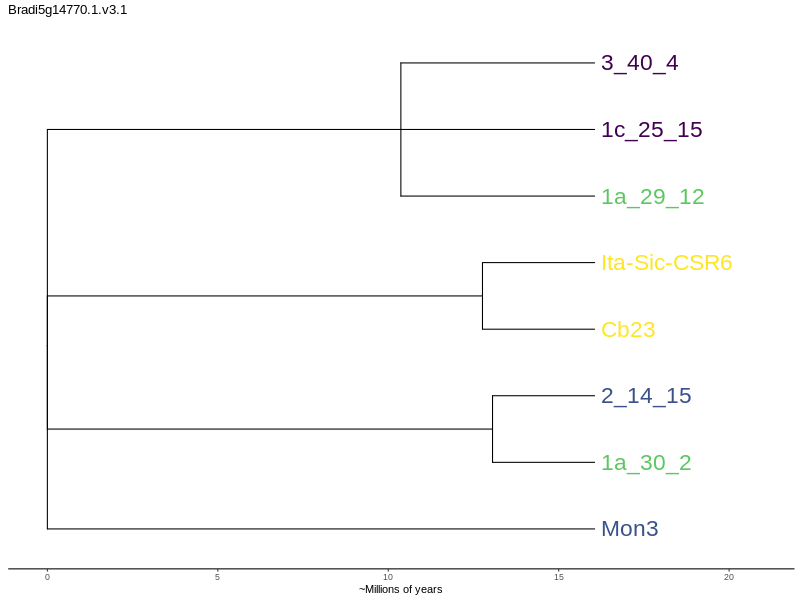 Bradi5g14770.1.v3.1
3_40_4
1c_25_15
1a_29_12
Ita-Sic-CSR6
Cb23
2_14_15
1a_30_2
Mon3
0 5 10 15 20
~Millions of years